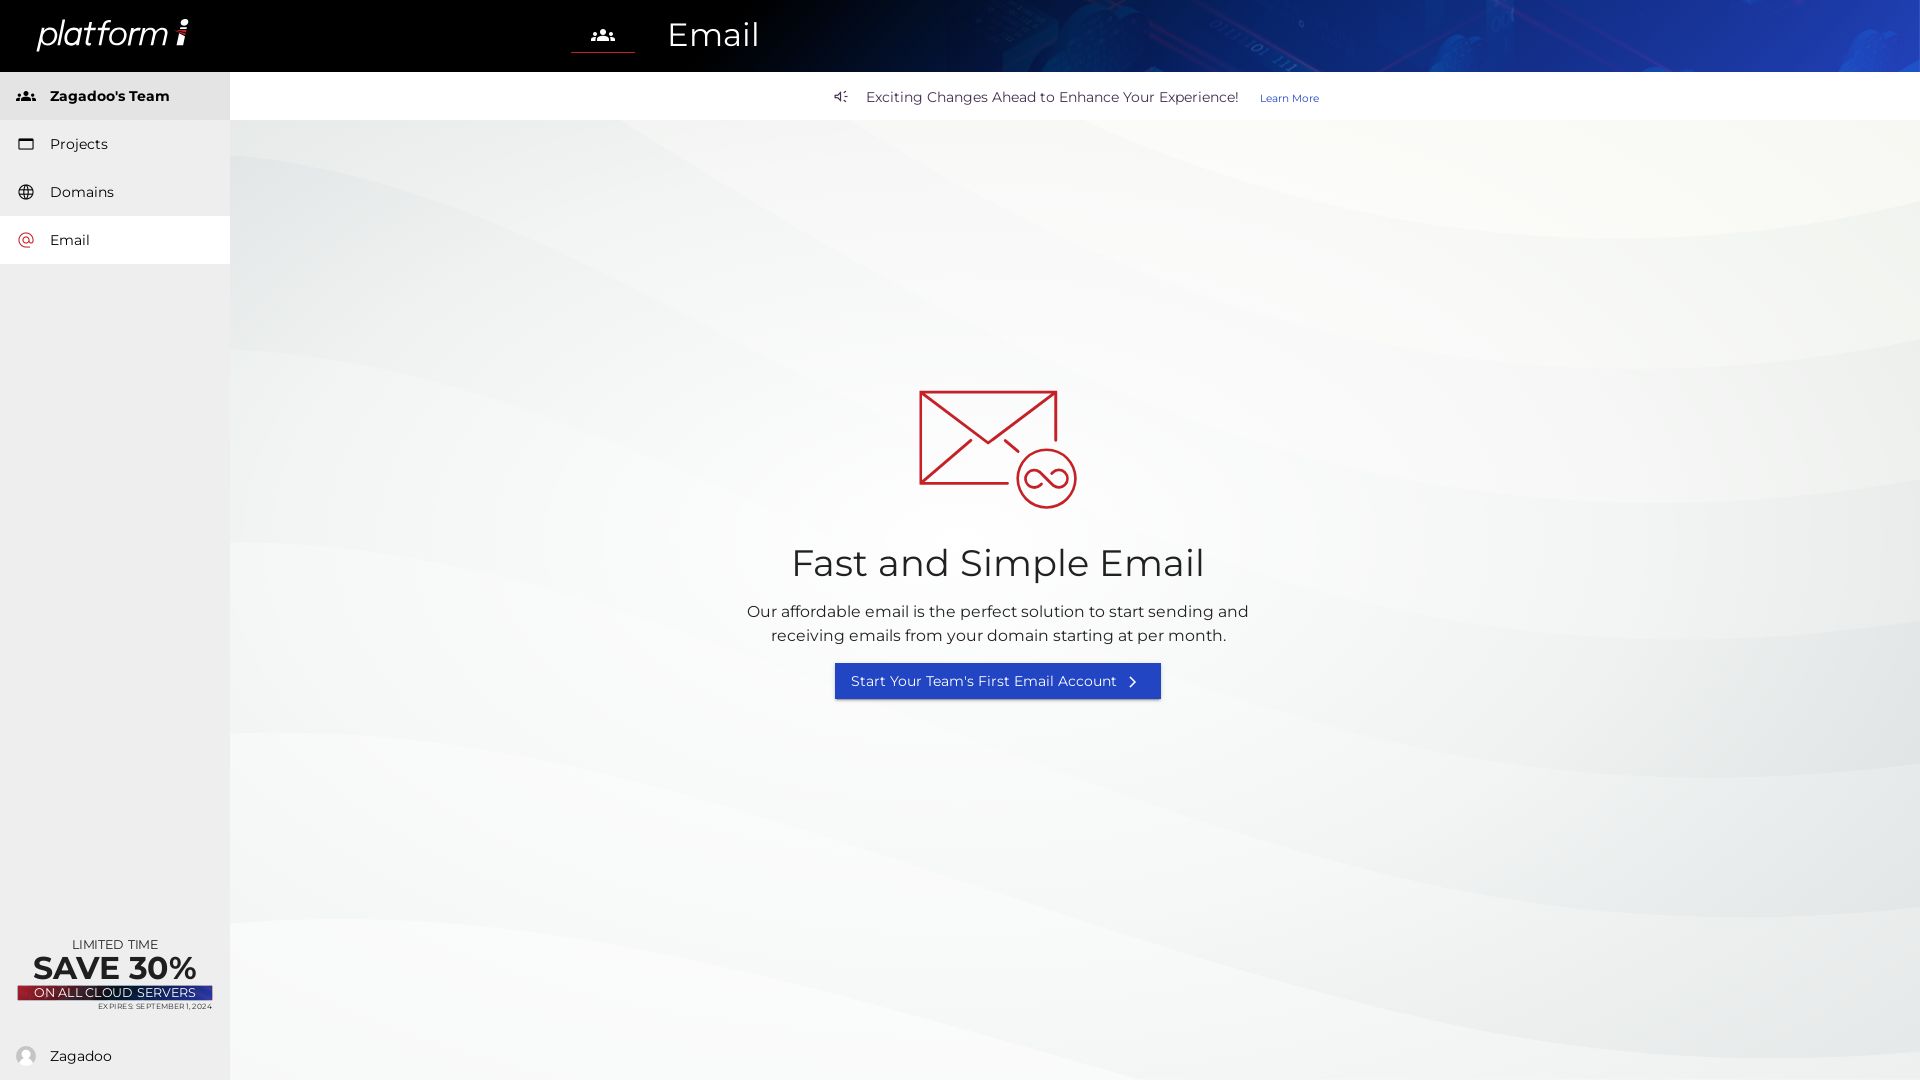 platform i
Email
Zagadoo's Team
Exciting Changes Ahead to Enhance Your Experience! Learn More
Projects
Domains
Email
Fast and Simple Email
Our affordable email is the perfect solution to start sending and
receiving emails from your domain starting at per month.
Start Your Team's First Email Account
LIMITED TIME
SAVE 30%
ON ALL CLOUD SERVERS
EXPIRES: SEPTEMBER 1, 2024
Zagadoo